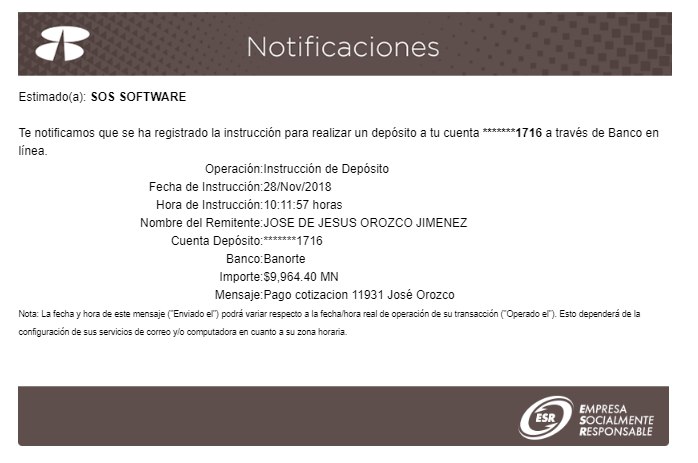 Notificaciones
Estimado(a): SOS SOFTWARE
Te notificamos que se ha registrado la instrucción para realizar un depósito a tu cuenta *******1716 a través de Banco en
línea.
Operación:Instrucción de Depósito
Fecha de Instrucción:28/Nov/2018
Hora de Instrucción:10:11:57 horas
Nombre del Remitente:JOSE DE JESUS OROZCO JIMENEZ
Cuenta Depósito:*******1716
Banco:Banorte
Importe:$9,964.40 MN
Mensaje:Pago cotizacion 11931 José Orozco
Nota: La fecha y hora de este mensaje ("Enviado el") podrá variar respecto a la fecha/hora real de operación de su transacción ("Operado el"). Esto dependerá de la
configuración de sus servicios de correo y/o computadora en cuanto a su zona horaria.
ESR
EMPRESA
SOCIALMENTE
RESPONSABLE